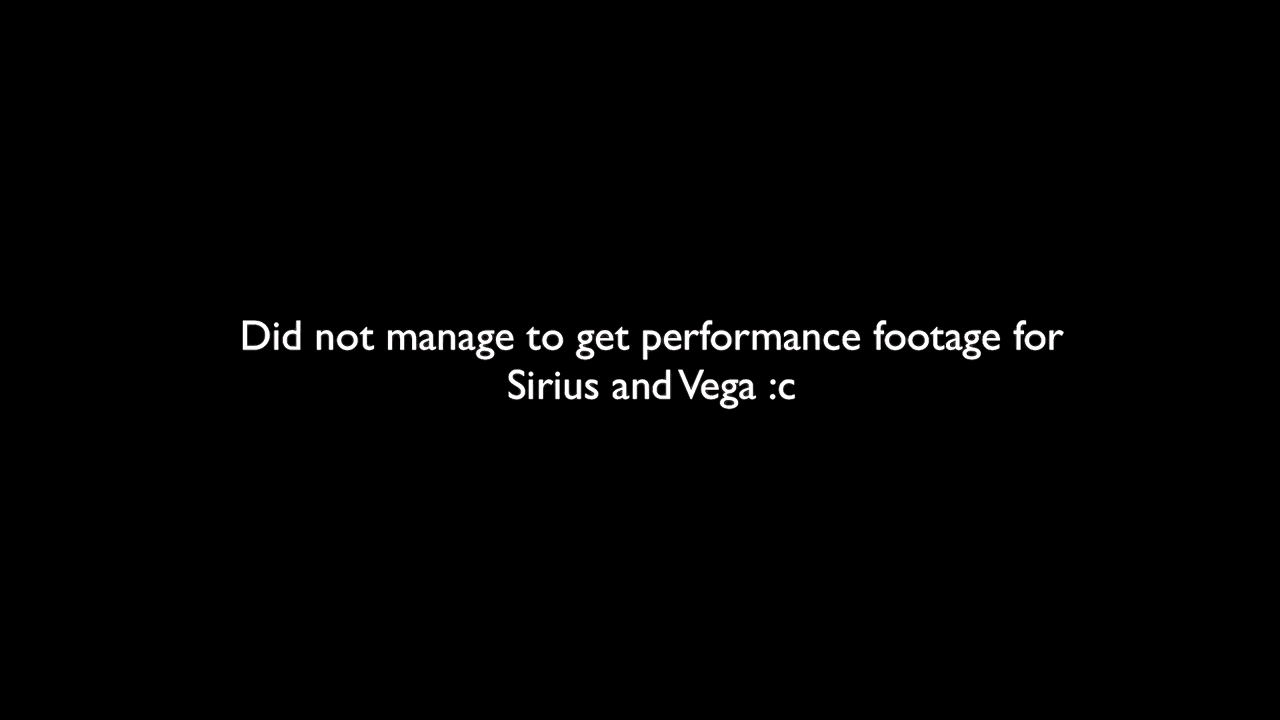 Did not manage to get performance footage for
Sirius and Vega :c